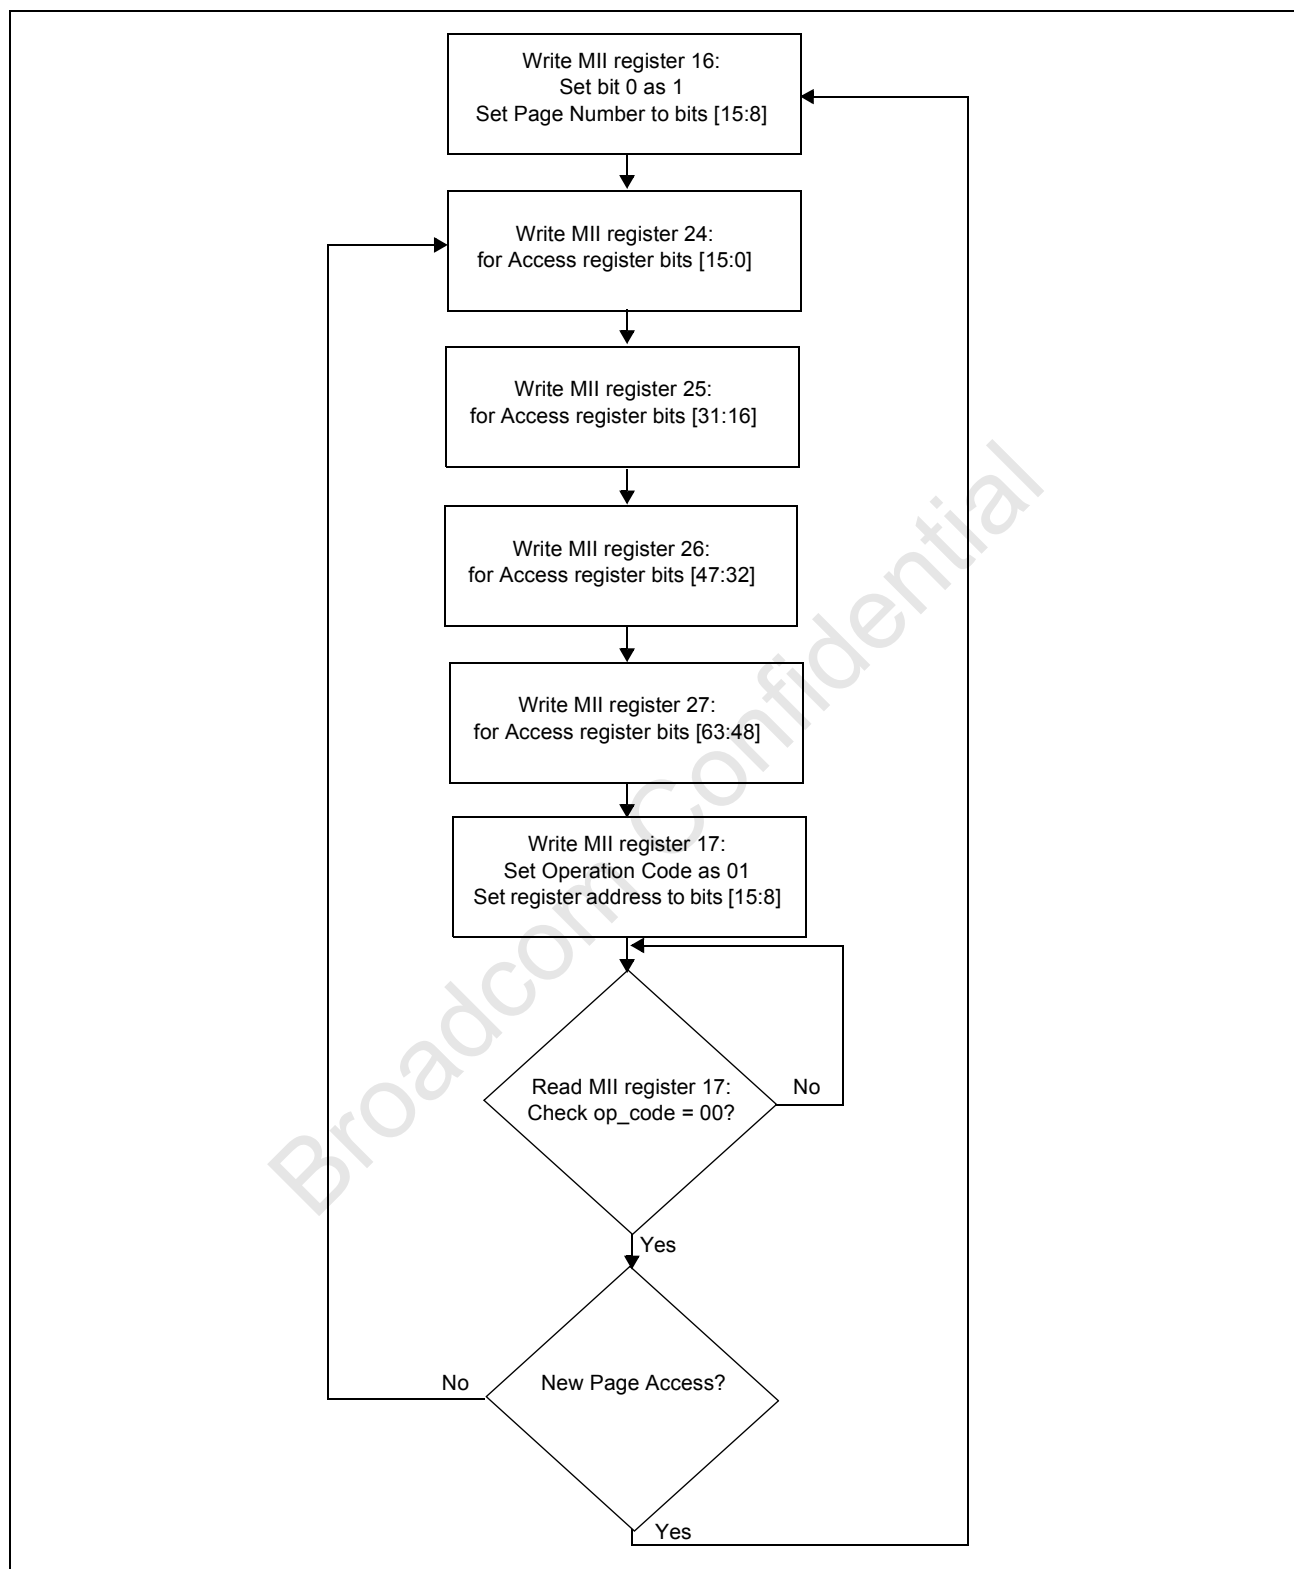 Write MII register 16:
Set bit 0 as 1
Set Page Number to bits [15:8]
Write MII register 24:
for Access register bits [15:0]
Write MII register 25:
for Access register bits [31:16]
Write MII register 26:
for Access register bits [47:32]
Write MII register 27:
for Access register bits [63:48]
Write MII register 17:
Set Operation Code as 01
Set register address to bits [15:8]
Read MII register 17:
Check op_code = 00?
No
Yes
New Page Access?
No
Yes
Broadcom Confidential